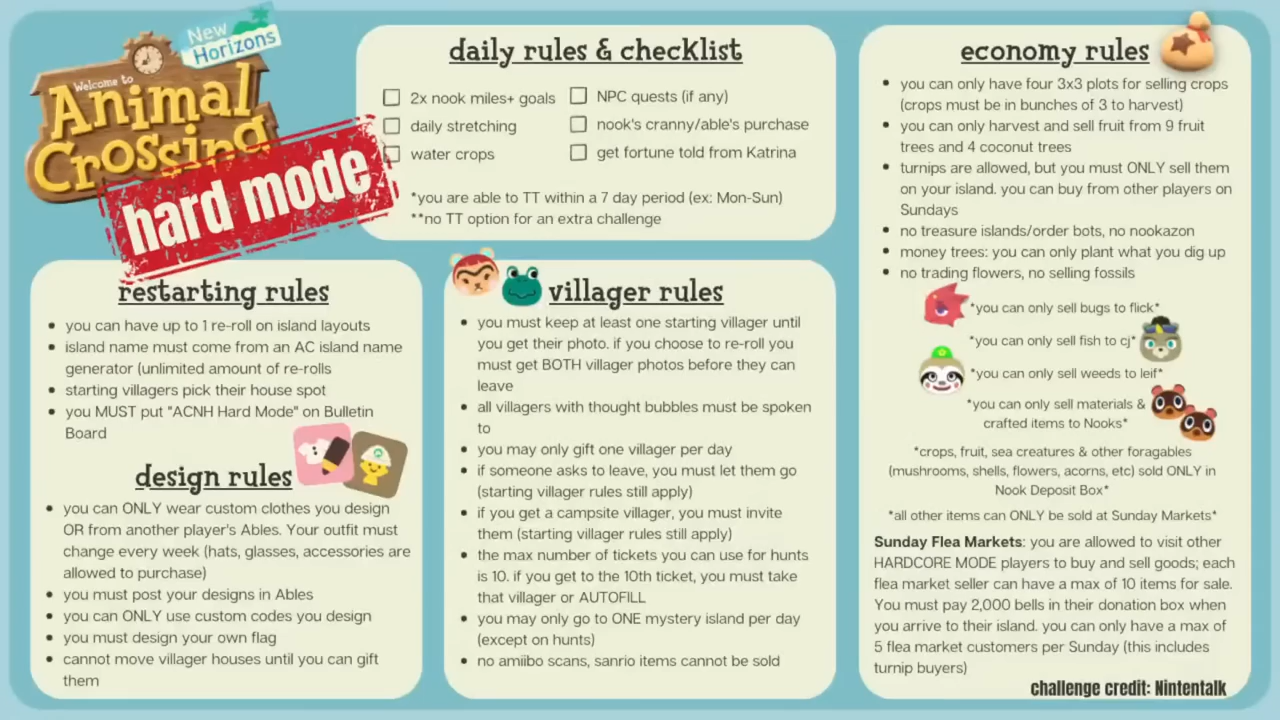 New
Horizons
Welcome to
Animal
Crossing
hard mode
daily rules & checklist
2x nook miles+ goals
daily stretching
water crops
NPC quests (if any)
nook's cranny/able's purchase
get fortune told from Katrina
*you are able to TT within a 7 day period (ex: Mon-Sun)
**no TT option for an extra challenge
restarting rules
you can have up to 1 re-roll on island layouts
island name must come from an AC island name
generator (unlimited amount of re-rolls
starting villagers pick their house spot
you MUST put "ACNH Hard Mode" on Bulletin
Board
design rules
you can ONLY wear custom clothes you design
OR from another player's Ables. Your outfit must
change every week (hats, glasses, accessories are
allowed to purchase)
you must post your designs in Ables
you can ONLY use custom codes you design
you must design your own flag
cannot move villager houses until you can gift
them
villager rules
you must keep at least one starting villager until
you get their photo. if you choose to re-roll you
must get BOTH villager photos before they can
leave
all villagers with thought bubbles must be spoken
to
you may only gift one villager per day
if someone asks to leave, you must let them go
(starting villager rules still apply)
if you get a campsite villager, you must invite
them (starting villager rules still apply)
the max number of tickets you can use for hunts
is 10. if you get to the 10th ticket, you must take
that villager or AUTOFILL
you may only go to ONE mystery island per day
(except on hunts)
no amiibo scans, sanrio items cannot be sold
economy rules
you can only have four 3x3 plots for selling crops
(crops must be in bunches of 3 to harvest)
you can only harvest and sell fruit from 9 fruit
trees and 4 coconut trees
turnips are allowed, but you must ONLY sell them
on your island. you can buy from other players on
Sundays
no treasure islands/order bots, no nookazon
money trees: you can only plant what you dig up
no trading flowers, no selling fossils
*you can only sell bugs to flick*
*you can only sell fish to cj*
*you can only sell weeds to leif*
*you can only sell materials &
crafted items to Nooks*
*crops, fruit, sea creatures & other foragables
(mushrooms, shells, flowers, acorns, etc) sold ONLY in
Nook Deposit Box*
*all other items can ONLY be sold at Sunday Markets*
Sunday Flea Markets: you are allowed to visit other
HARDCORE MODE players to buy and sell goods; each
flea market seller can have a max of 10 items for sale.
You must pay 2,000 bells in their donation box when
you arrive to their island. you can only have a max of
5 flea market customers per Sunday (this includes
turnip buyers)
challenge credit: Nintentalk